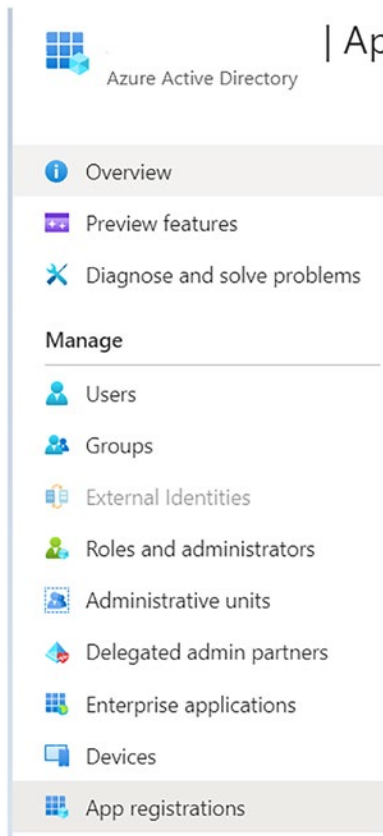 | Ap
Azure Active Directory
Overview
Preview features
Diagnose and solve problems
Manage
Users
Groups
External Identities
Roles and administrators
Administrative units
Delegated admin partners
Enterprise applications
Devices
App registrations